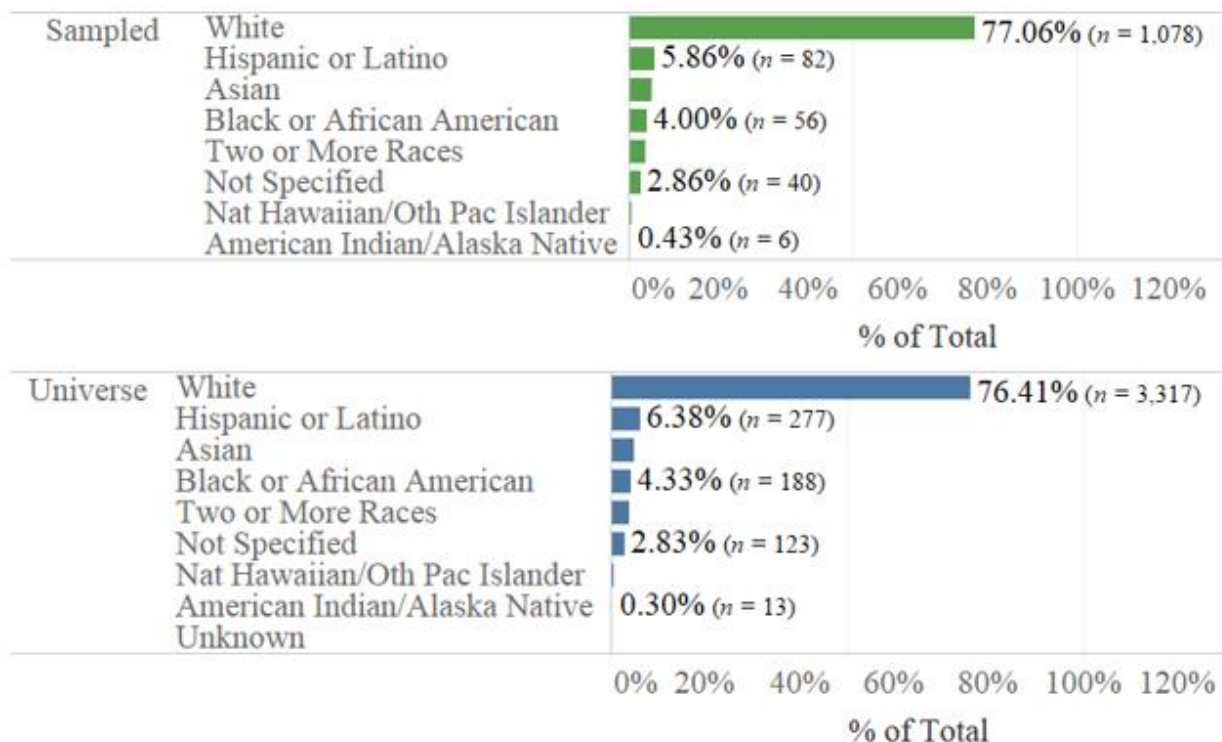 Sampled White 77.06% (n = 1,078)
Hispanic or Latino 5.86% (n = 82)
Asian
Black or African American 4.00% (n = 56)
Two or More Races
Not Specified 2.86% (n = 40)
Nat Hawaiian/Oth Pac Islander
American Indian/Alaska Native 0.43% (n = 6)
0% 20% 40% 60% 80% 100% 120%
% of Total
Universe White 76.41% (n = 3,317)
Hispanic or Latino 6.38% (n = 277)
Asian
Black or African American 4.33% (n = 188)
Two or More Races
Not Specified 2.83% (n = 123)
Nat Hawaiian/Oth Pac Islander
American Indian/Alaska Native 0.30% (n = 13)
Unknown
0% 20% 40% 60% 80% 100% 120%
% of Total